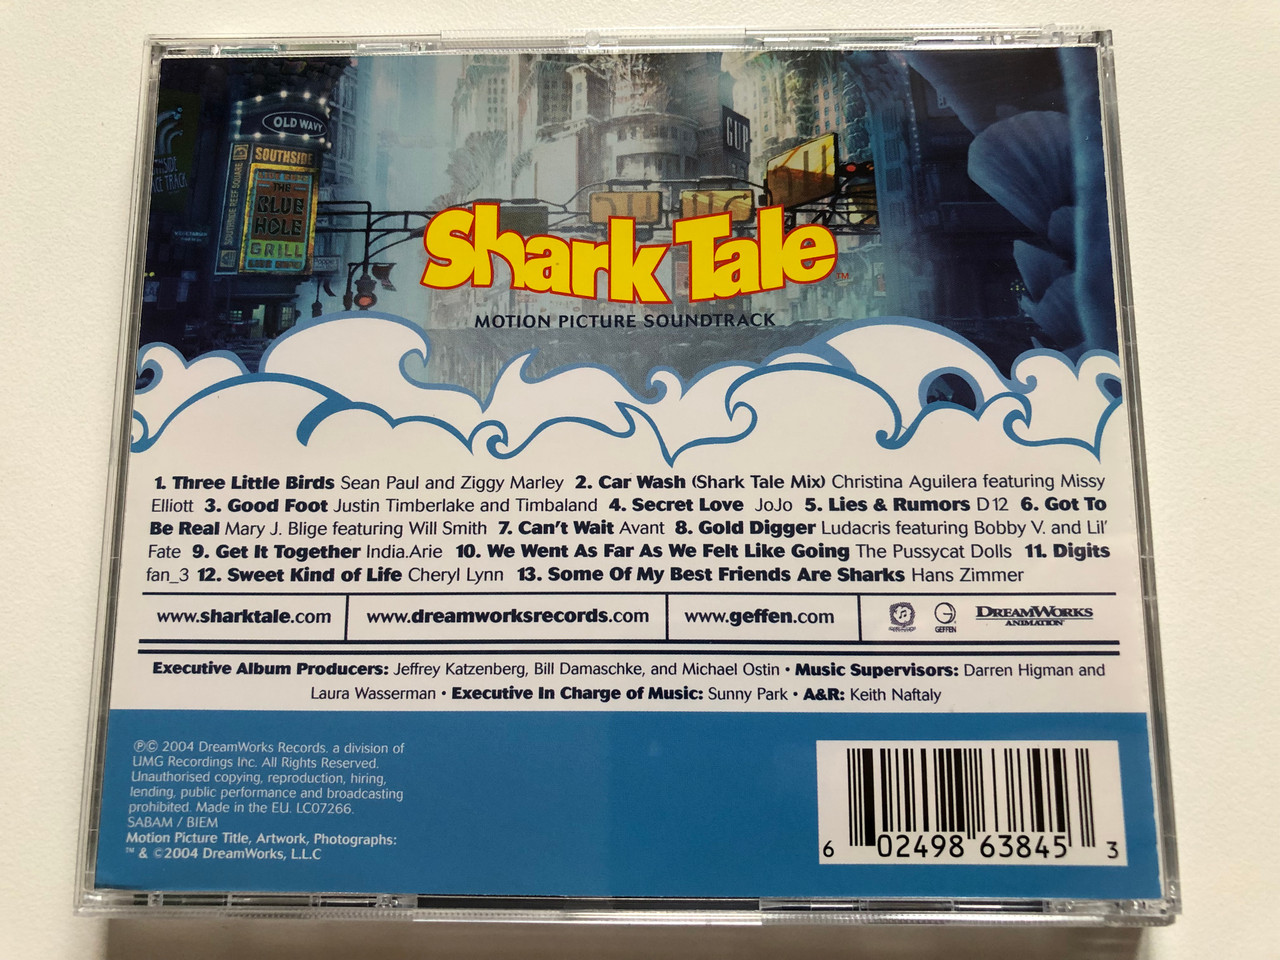 OLD WAVY
SOUTHSIDE
THE
BLUE
HOLE
GRILL
SOUTHSIDE REEF SQUARE
GUP
Shark Tale™
MOTION PICTURE SOUNDTRACK
1. Three Little Birds Sean Paul and Ziggy Marley 2. Car Wash (Shark Tale Mix) Christina Aguilera featuring Missy
Elliott 3. Good Foot Justin Timberlake and Timbaland 4. Secret Love JoJo 5. Lies & Rumors D12 6. Got To
Be Real Mary J. Blige featuring Will Smith 7. Can't Wait Avant 8. Gold Digger Ludacris featuring Bobby V. and Lil'
Fate 9. Get It Together India.Arie 10. We Went As Far As We Felt Like Going The Pussycat Dolls 11. Digits
fan_3 12. Sweet Kind of Life Cheryl Lynn 13. Some Of My Best Friends Are Sharks Hans Zimmer
www.sharktale.com www.dreamworksrecords.com www.geffen.com GEFFEN DREAMWORKS ANIMATION
Executive Album Producers: Jeffrey Katzenberg, Bill Damaschke, and Michael Ostin • Music Supervisors: Darren Higman and
Laura Wasserman • Executive In Charge of Music: Sunny Park • A&R: Keith Naftaly
℗© 2004 DreamWorks Records. a division of
UMG Recordings Inc. All Rights Reserved.
Unauthorised copying, reproduction, hiring,
lending, public performance and broadcasting
prohibited. Made in the EU. LC07266.
SABAM / BIEM
Motion Picture Title, Artwork, Photographs:
™ & ©2004 DreamWorks, L.L.C
6 02498 63845 3